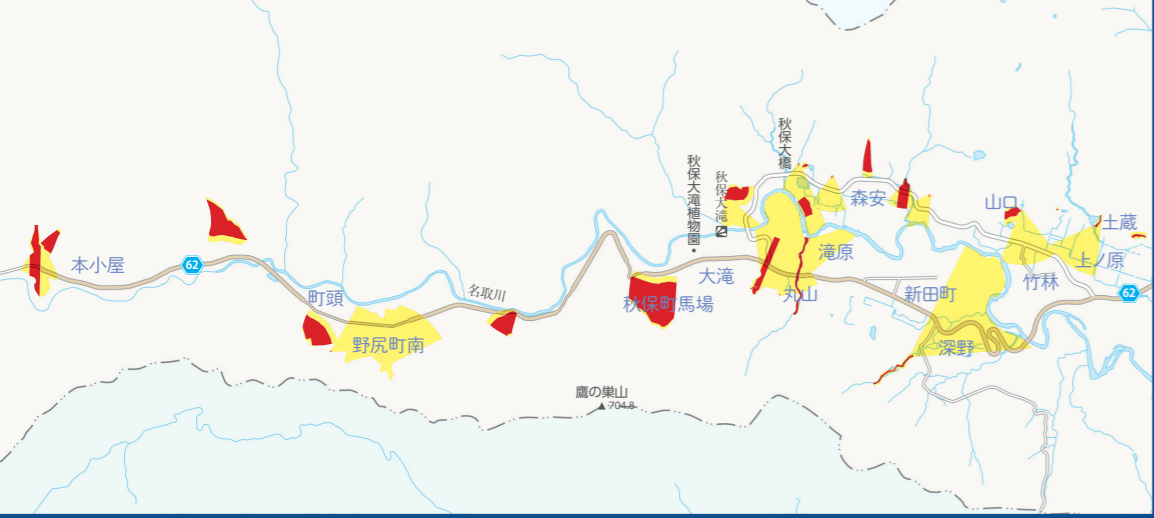 本小屋
62
町頭
野尻町南
名取川
秋保町馬場
大滝
秋保大滝植物園
秋保大滝
秋保大橋
丸山
滝原
森安
新田町
深野
山口
竹林
上ノ原
土蔵
62
鷹の巣山
704.8